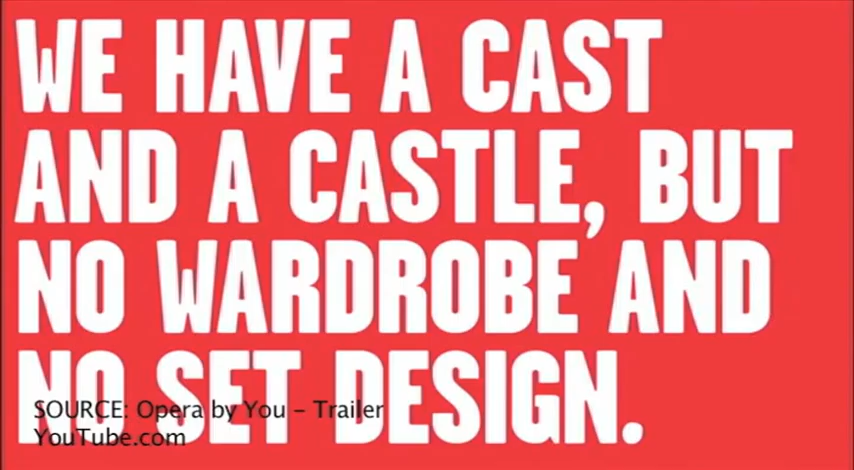 WE HAVE A CAST
AND A CASTLE, BUT
NO WARDROBE AND
NO SET DESIGN.
SOURCE: Opera by You - Trailer
YouTube.com